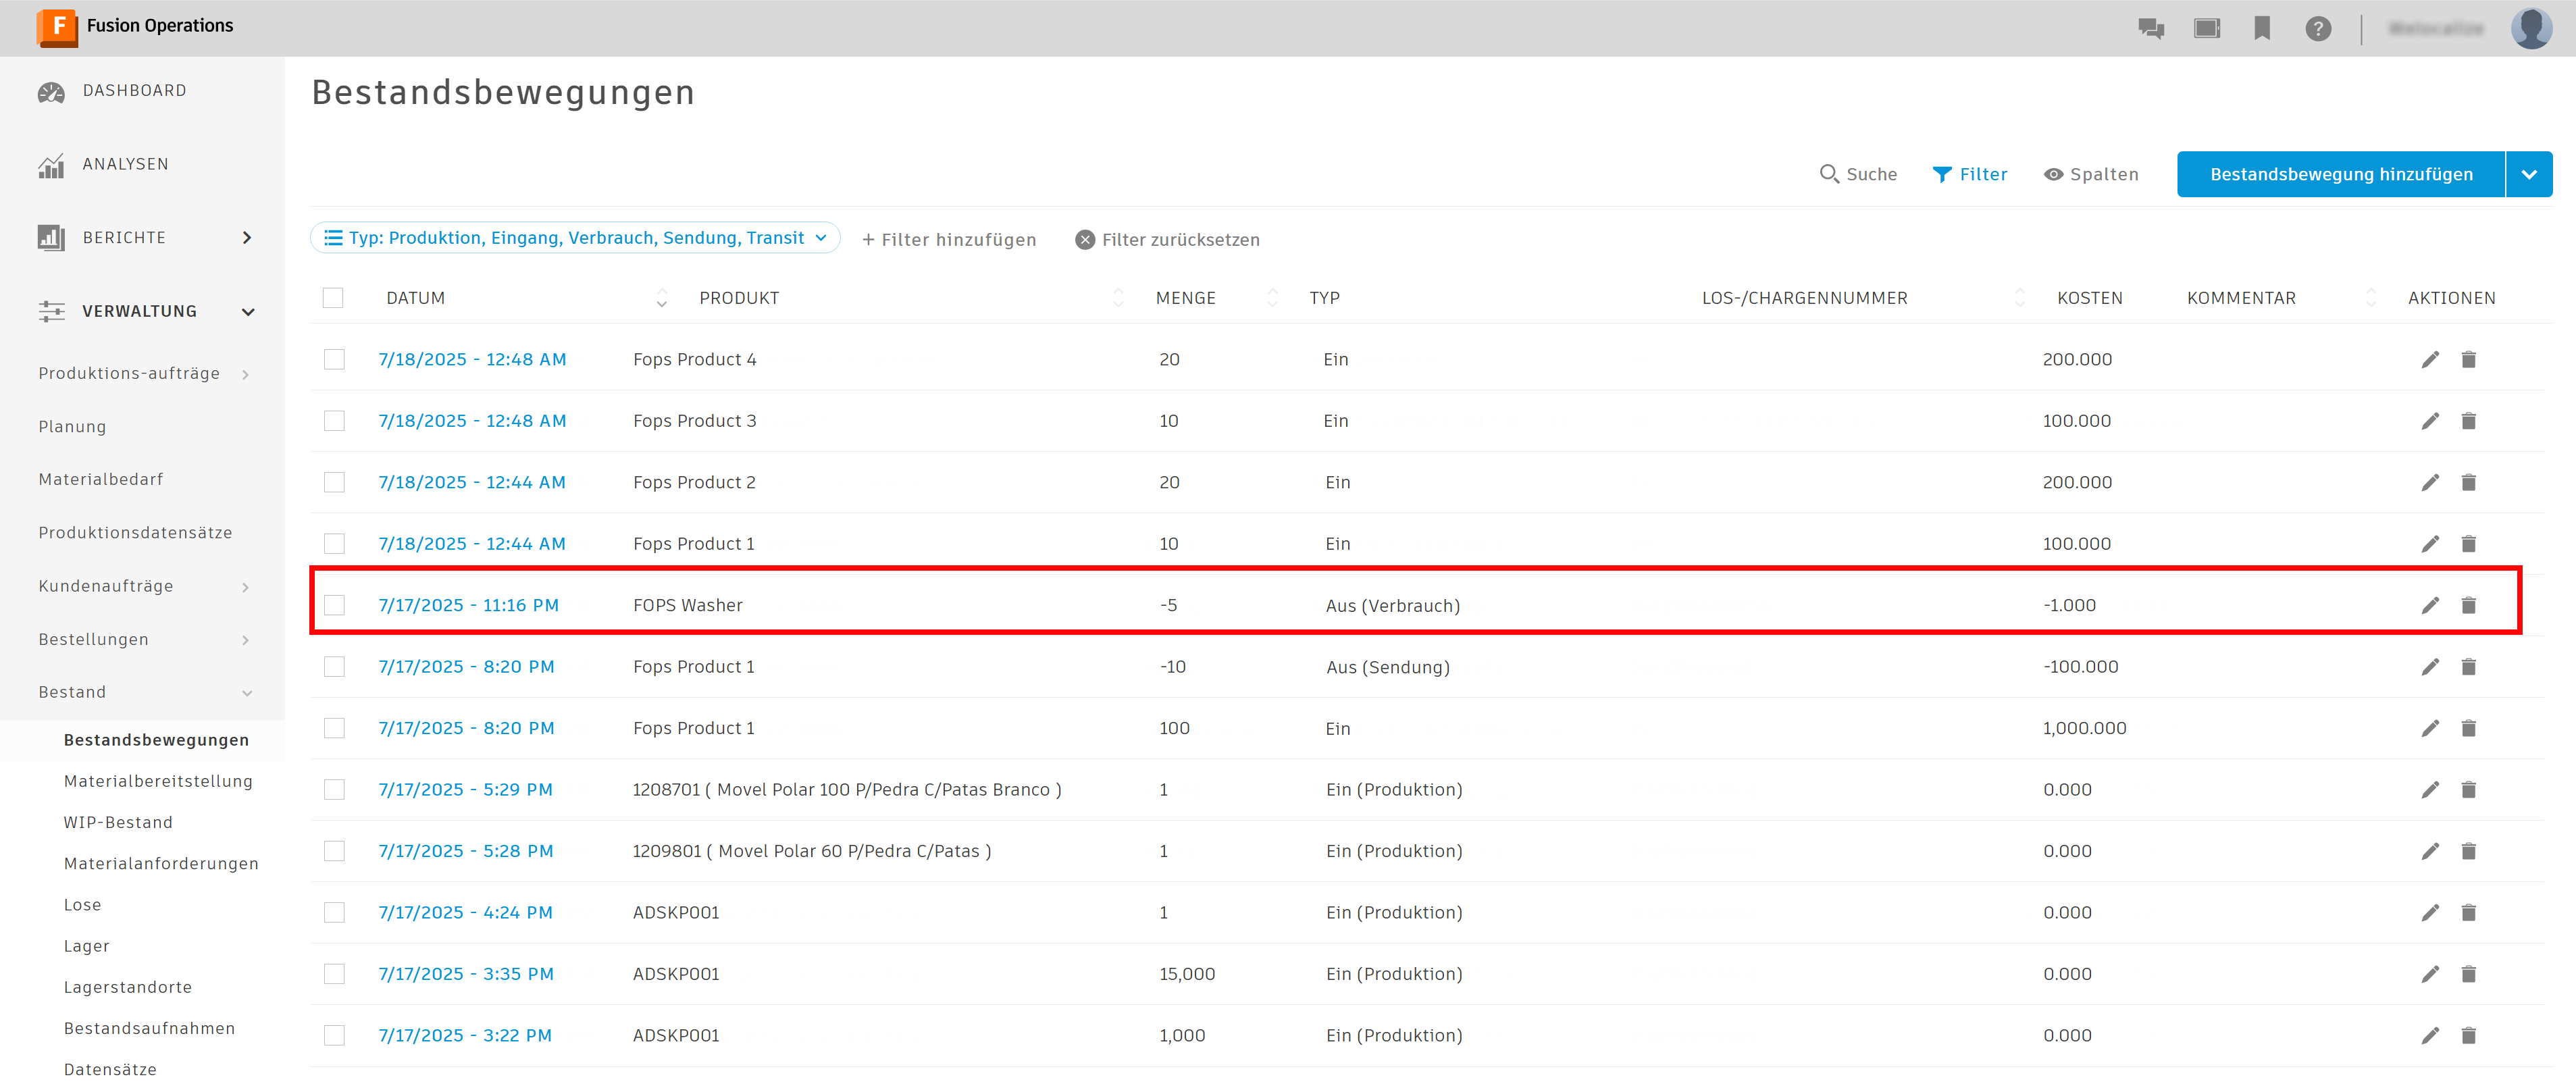 F Fusion Operations
DASHBOARD
ANALYSEN
BERICHTE
VERWALTUNG
Produktions-aufträge
Planung
Materialbedarf
Produktionsdatensätze
Kundenaufträge
Bestellungen
Bestand
Bestandsbewegungen
Materialbereitstellung
WIP-Bestand
Materialanforderungen
Lose
Lager
Lagerstandorte
Bestandsaufnahmen
Datensätze
Bestandsbewegungen
Suche Filter Spalten Bestandsbewegung hinzufügen
Typ: Produktion, Eingang, Verbrauch, Sendung, Transit + Filter hinzufügen Filter zurücksetzen
DATUM PRODUKT MENGE TYP LOS-/CHARGENNUMMER KOSTEN KOMMENTAR AKTIONEN
7/18/2025 - 12:48 AM Fops Product 4 20 Ein 200.000
7/18/2025 - 12:48 AM Fops Product 3 10 Ein 100.000
7/18/2025 - 12:44 AM Fops Product 2 20 Ein 200.000
7/18/2025 - 12:44 AM Fops Product 1 10 Ein 100.000
7/17/2025 - 11:16 PM FOPS Washer -5 Aus (Verbrauch) -1.000
7/17/2025 - 8:20 PM Fops Product 1 -10 Aus (Sendung) -100.000
7/17/2025 - 8:20 PM Fops Product 1 100 Ein 1,000.000
7/17/2025 - 5:29 PM 1208701 ( Movel Polar 100 P/Pedra C/Patas Branco ) 1 Ein (Produktion) 0.000
7/17/2025 - 5:28 PM 1209801 ( Movel Polar 60 P/Pedra C/Patas ) 1 Ein (Produktion) 0.000
7/17/2025 - 4:24 PM ADSKP001 1 Ein (Produktion) 0.000
7/17/2025 - 3:35 PM ADSKP001 15,000 Ein (Produktion) 0.000
7/17/2025 - 3:22 PM ADSKP001 1,000 Ein (Produktion) 0.000